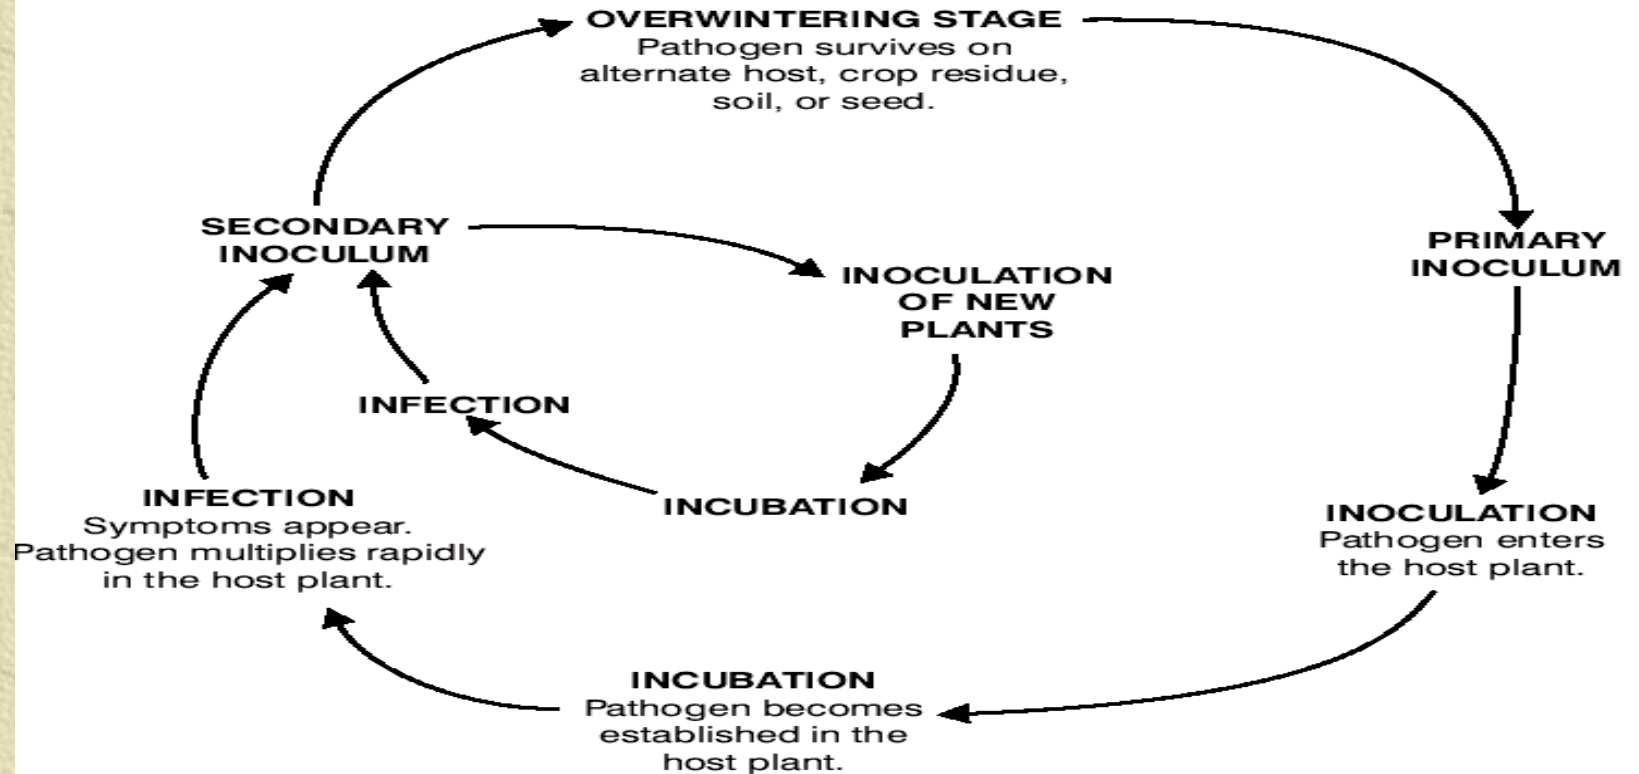 OVERWINTERING STAGE
Pathogen survives on
alternate host, crop residue,
soil, or seed.
PRIMARY
INOCULUM
INOCULATION
Pathogen enters
the host plant.
INCUBATION
Pathogen becomes
established in the
host plant.
INFECTION
Symptoms appear.
Pathogen multiplies rapidly
in the host plant.
SECONDARY
INOCULUM
INOCULATION
OF NEW
PLANTS
INCUBATION
INFECTION